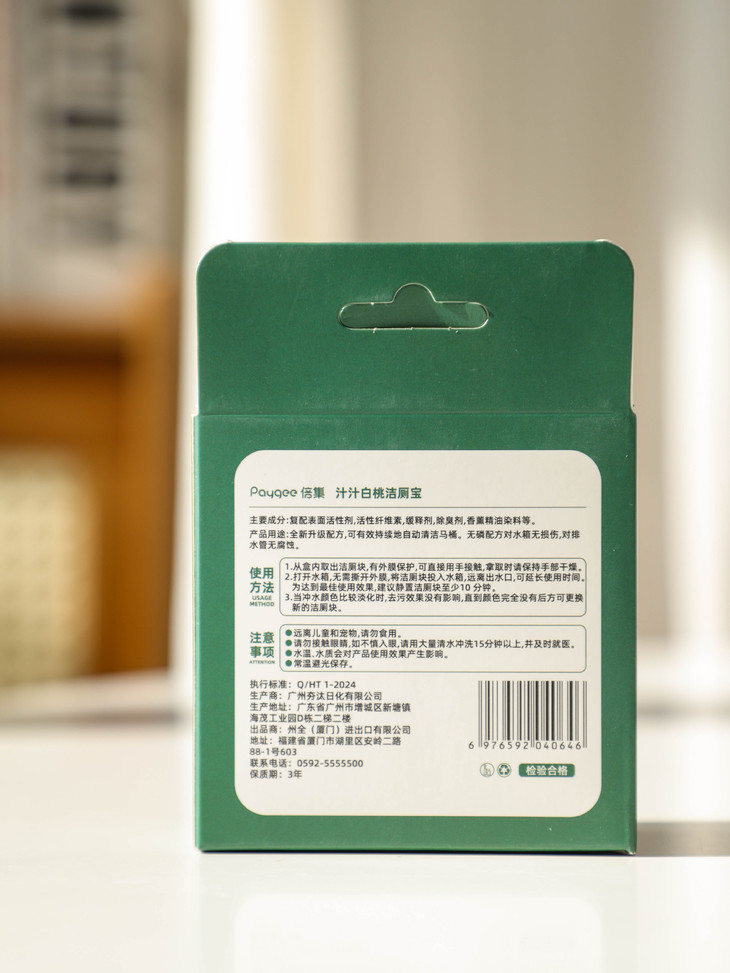 Paygee 倍集 汁汁白桃洁厕宝
主要成分:复配表面活性剂,活性纤维素,缓释剂,除臭剂,香薰精油染料等。
产品用途:全新升级配方,可有效持续地自动清洁马桶。无磷配方对水箱无损伤,对排
水管无腐蚀。
使用
方法
USAGE
METHOD
1.从盒内取出洁厕块,有外膜保护,可直接用手接触,拿取时请保持手部干燥。
2.打开水箱,无需撕开外膜,将洁厕块投入水箱,远离出水口,可延长使用时间。
为达到最佳使用效果,建议静置洁厕块至少10 分钟。
3.当冲水颜色比较淡化时,去污效果没有影响,直到颜色完全没有后方可更换
新的洁厕块。
注意
事项
ATTENTION
●远离儿童和宠物,请勿食用。
●请勿接触眼睛,如不慎入眼,请用大量清水冲洗15分钟以上,并及时就医。
●水温、水质会对产品使用效果产生影响。
●常温避光保存。
执行标准：Q/HT 1-2024
生产商：广州夯汰日化有限公司
生产地址：广东省广州市增城区新塘镇
海茂工业园D栋二梯二楼
出品商：州全（厦门）进出口有限公司
地址：福建省厦门市湖里区安岭二路
88-1号603
联系电话：0592-5555500
保质期：3年
6 976592 040646
检验合格